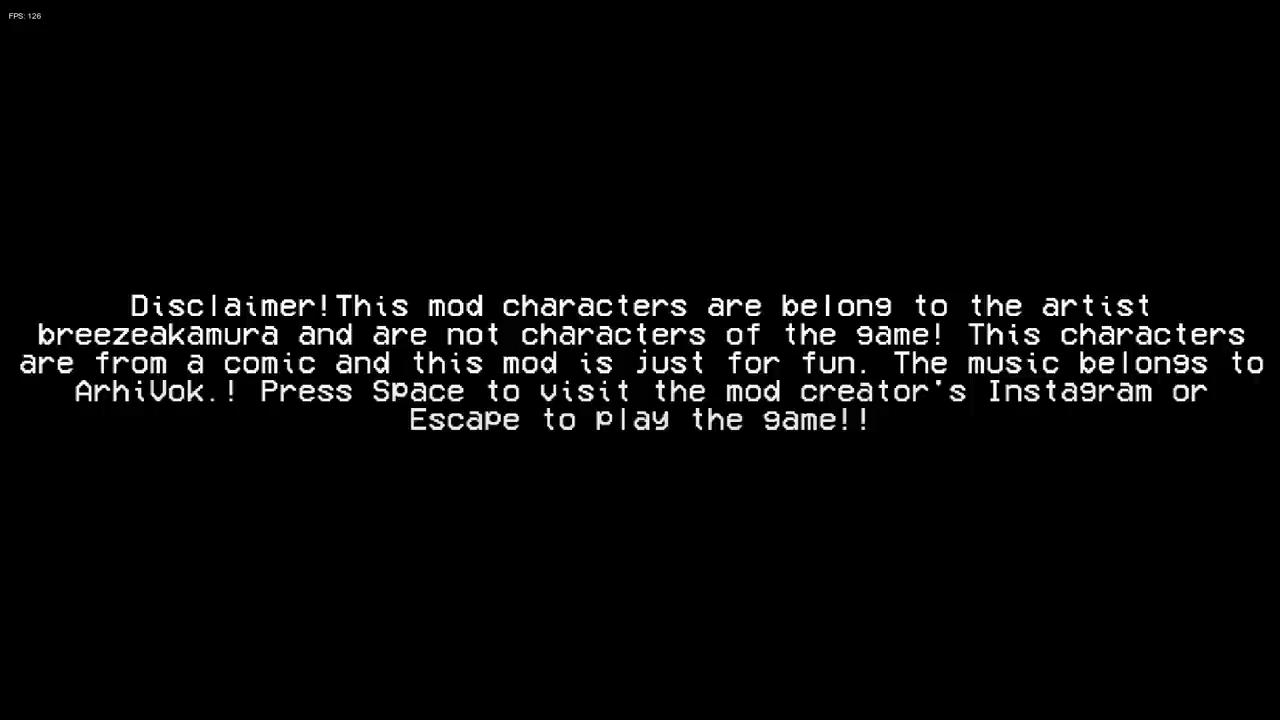 FPS: 126
Disclaimer!This mod characters are belong to the artist
breezeakamura and are not characters of the game! This characters
are from a comic and this mod is just for fun. The music belongs to
ArhiVok.! Press Space to visit the mod creator's Instagram or
Escape to play the game!!